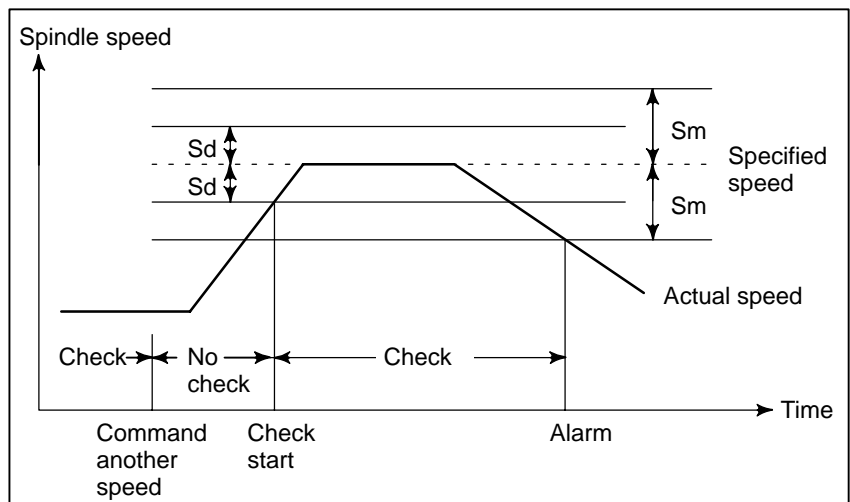 Spindle speed
Sd
Sm
Specified
speed
Sd
Sm
Actual speed
Check
No
check
Check
Time
Command
another
speed
Check
start
Alarm